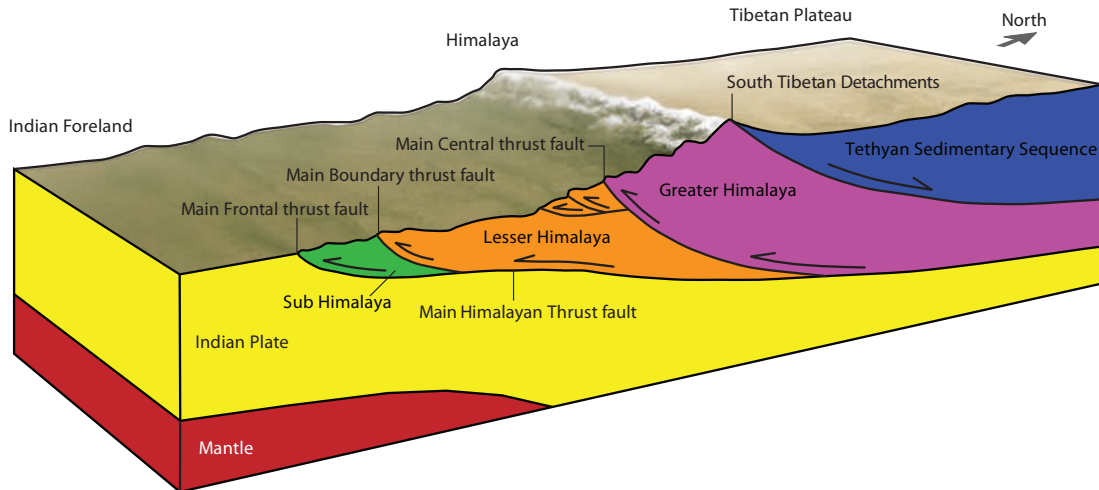 Tibetan Plateau
North
Himalaya
South Tibetan Detachments
Indian Foreland
Main Central thrust fault
Tethyan Sedimentary Sequence
Main Boundary thrust fault
Greater Himalaya
Main Frontal thrust fault
Lesser Himalaya
Sub Himalaya
Main Himalayan Thrust fault
Indian Plate
Mantle